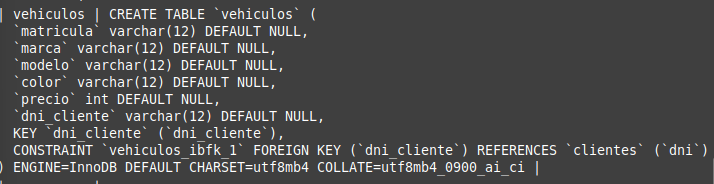 | vehiculos | CREATE TABLE `vehiculos` (
`matricula` varchar(12) DEFAULT NULL,
`marca` varchar(12) DEFAULT NULL,
`modelo` varchar(12) DEFAULT NULL,
`color` varchar(12) DEFAULT NULL,
`precio` int DEFAULT NULL,
`dni_cliente` varchar(12) DEFAULT NULL,
KEY `dni_cliente` (`dni_cliente`),
CONSTRAINT `vehiculos_ibfk_1` FOREIGN KEY (`dni_cliente`) REFERENCES `clientes` (`dni`)
) ENGINE=InnoDB DEFAULT CHARSET=utf8mb4 COLLATE=utf8mb4_0900_ai_ci |